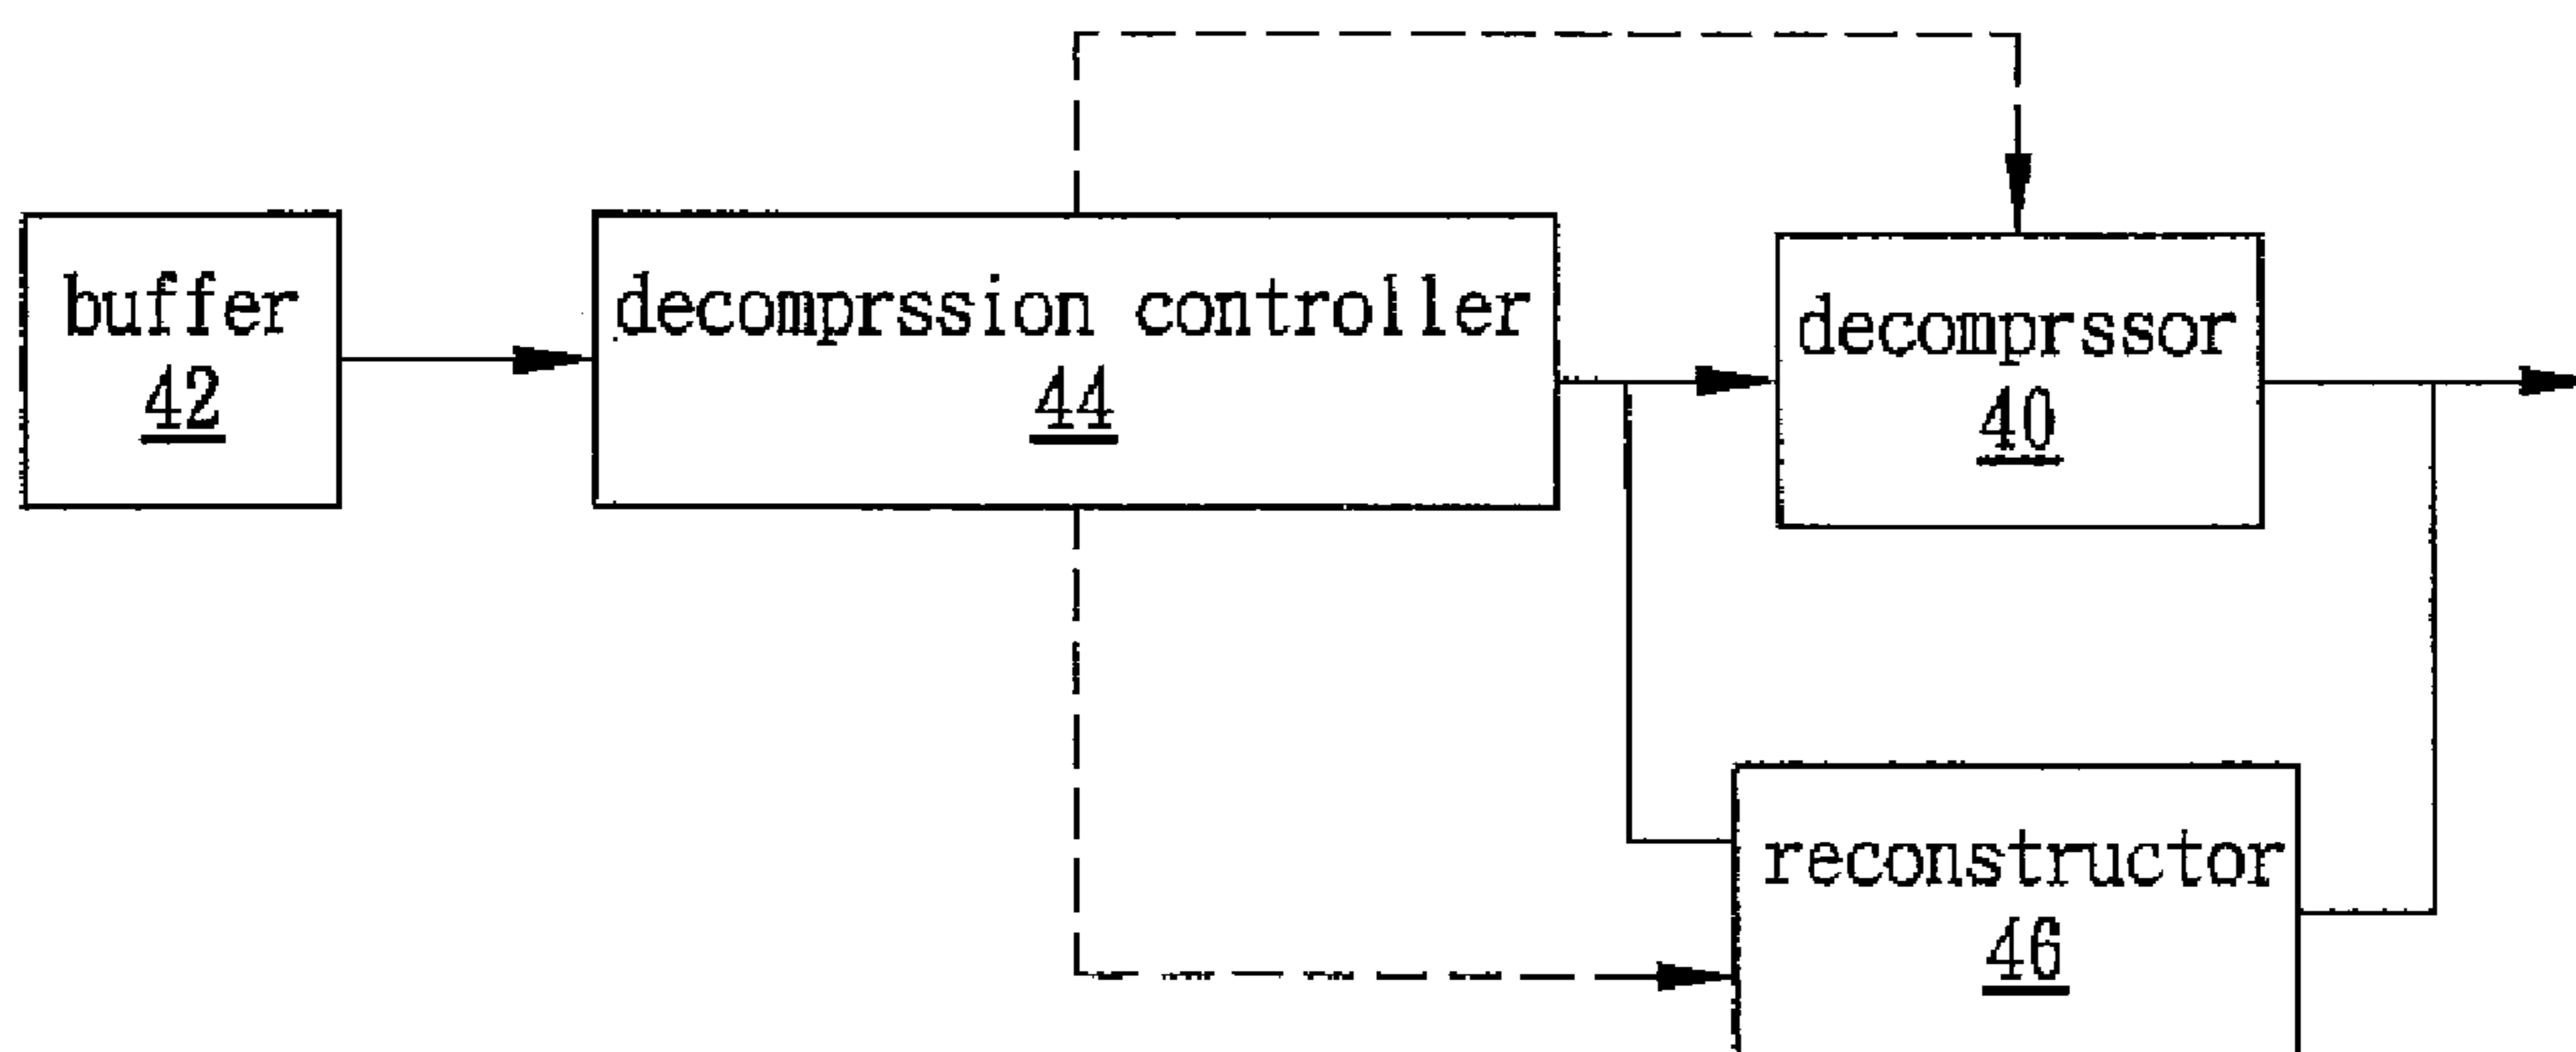 buffer
42
decomprssion controller
44
decomprssor
40
reconstructor
46